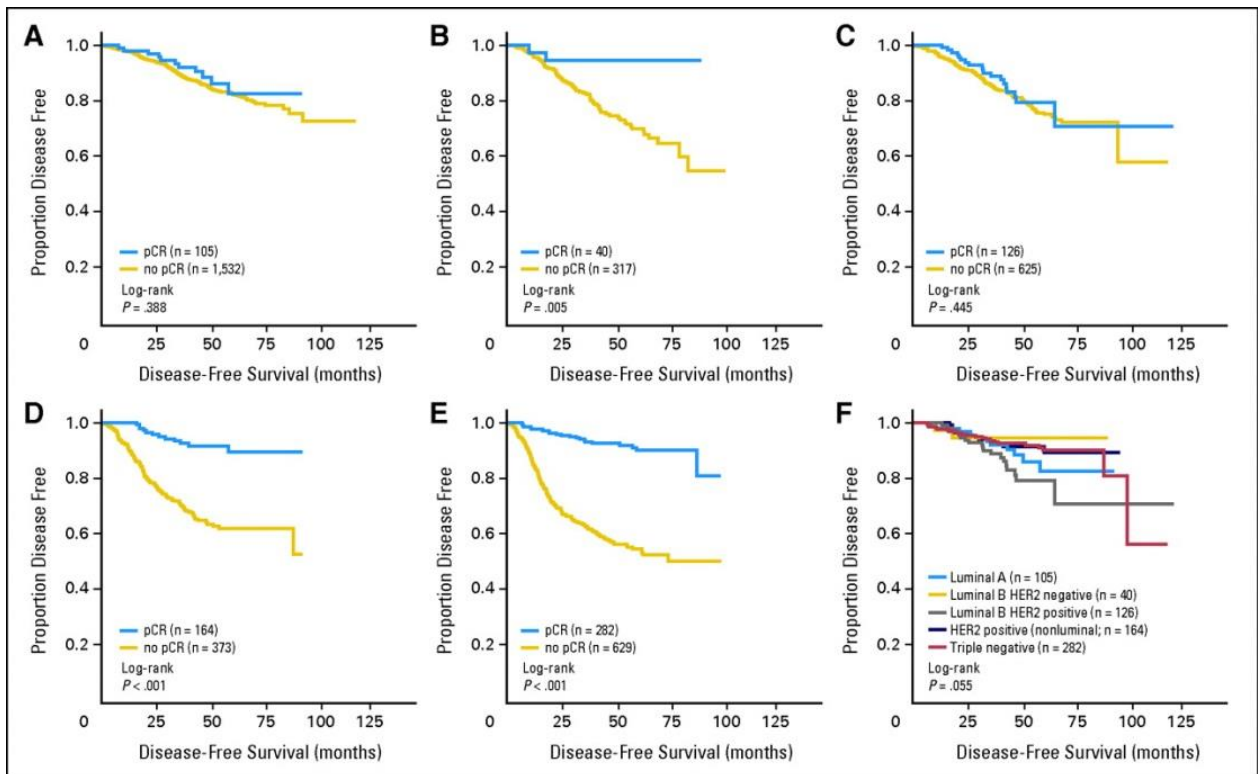 A
Proportion Disease Free
1.0
0.8
0.6
0.4
0.2
pCR (n = 105)
no pCR (n = 1,532)
Log-rank
P = .388
0 25 50 75 100 125
Disease-Free Survival (months)
B
Proportion Disease Free
1.0
0.8
0.6
0.4
0.2
pCR (n = 40)
no pCR (n = 317)
Log-rank
P = .005
0 25 50 75 100 125
Disease-Free Survival (months)
C
Proportion Disease Free
1.0
0.8
0.6
0.4
0.2
pCR (n = 126)
no pCR (n = 625)
Log-rank
P = .445
0 25 50 75 100 125
Disease-Free Survival (months)
D
Proportion Disease Free
1.0
0.8
0.6
0.4
0.2
pCR (n = 164)
no pCR (n = 373)
Log-rank
P < .001
0 25 50 75 100 125
Disease-Free Survival (months)
E
Proportion Disease Free
1.0
0.8
0.6
0.4
0.2
pCR (n = 282)
no pCR (n = 629)
Log-rank
P < .001
0 25 50 75 100 125
Disease-Free Survival (months)
F
Proportion Disease Free
1.0
0.8
0.6
0.4
0.2
Luminal A (n = 105)
Luminal B HER2 negative (n = 40)
Luminal B HER2 positive (n = 126)
HER2 positive (nonluminal; n = 164)
Triple negative (n = 282)
Log-rank
P = .055
0 25 50 75 100 125
Disease-Free Survival (months)